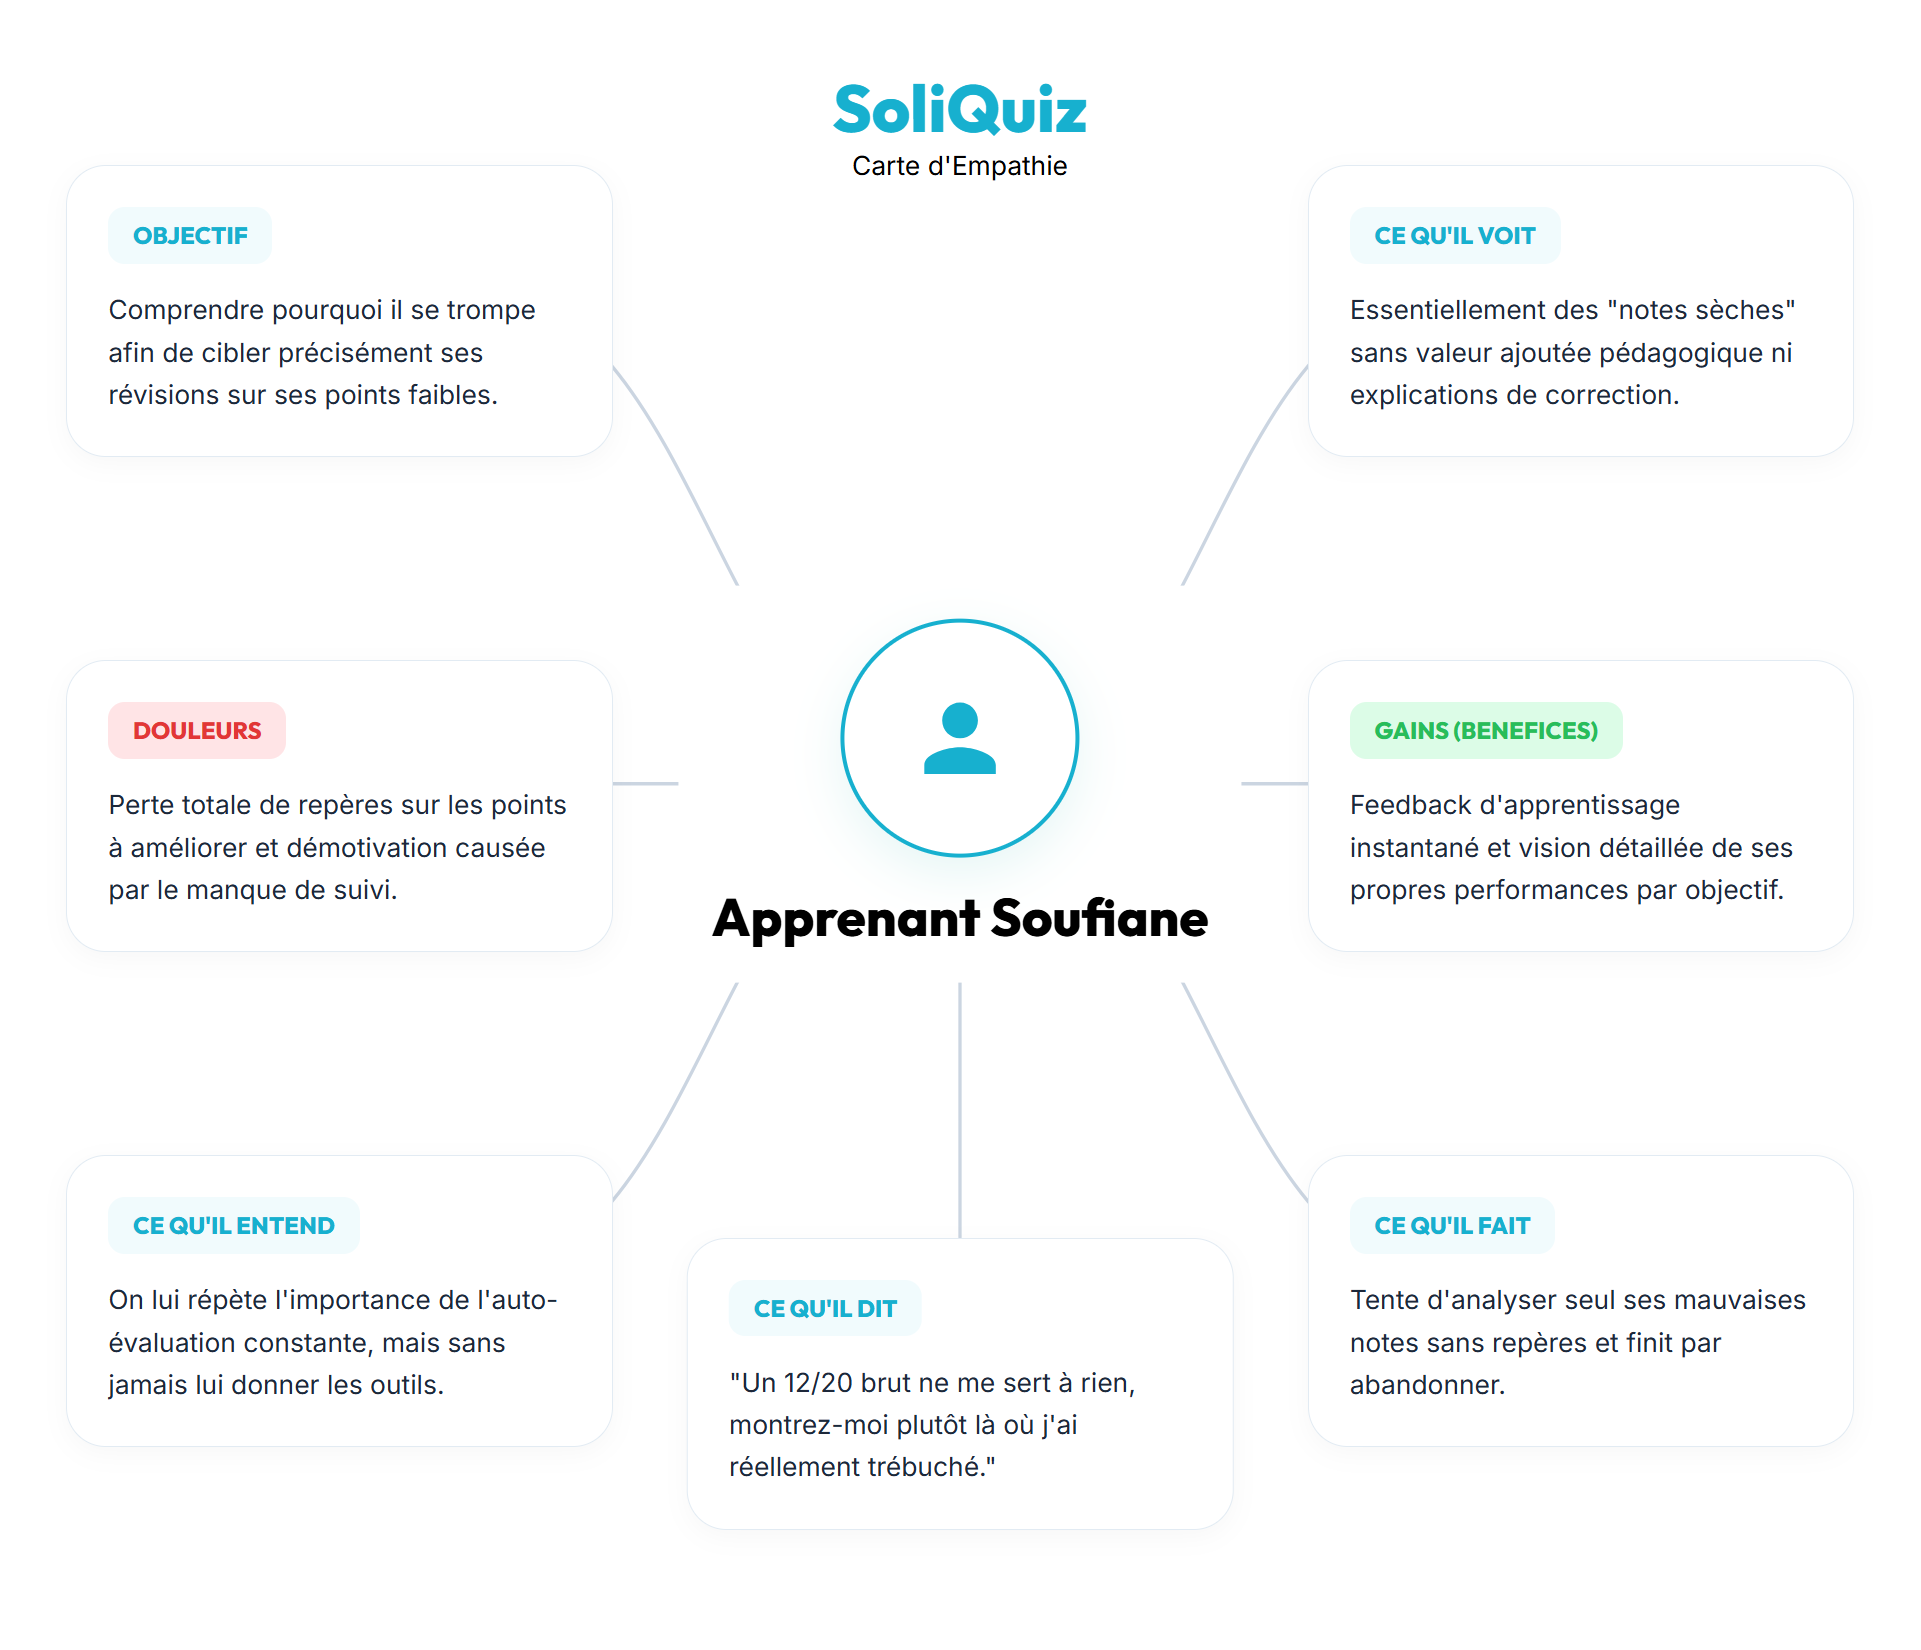 SoliQuiz
Carte d'Empathie
OBJECTIF
Comprendre pourquoi il se trompe
afin de cibler précisément ses
révisions sur ses points faibles.
CE QU'IL VOIT
Essentiellement des "notes sèches"
sans valeur ajoutée pédagogique ni
explications de correction.
DOULEURS
Perte totale de repères sur les points
à améliorer et démotivation causée
par le manque de suivi.
Apprenant Soufiane
GAINS (BENEFICES)
Feedback d'apprentissage
instantané et vision détaillée de ses
propres performances par objectif.
CE QU'IL ENTEND
On lui répète l'importance de l'auto-
évaluation constante, mais sans
jamais lui donner les outils.
CE QU'IL DIT
"Un 12/20 brut ne me sert à rien,
montrez-moi plutôt là où j'ai
réellement trébuché."
CE QU'IL FAIT
Tente d'analyser seul ses mauvaises
notes sans repères et finit par
abandonner.